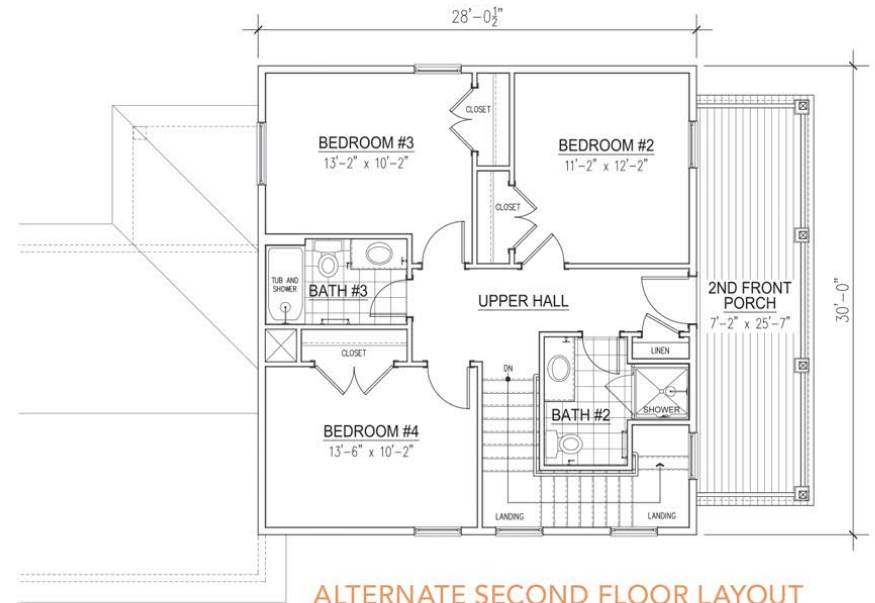 28'-0½"
CLOSET
BEDROOM #3
13'-2" x 10'-2"
BEDROOM #2
11'-2" x 12'-2"
CLOSET
TUB AND
SHOWER
BATH #3
UPPER HALL
2ND FRONT
PORCH
7'-2" x 25'-7"
30'-0"
CLOSET
LINEN
DN
SHOWER
BATH #2
BEDROOM #4
13'-6" x 10'-2"
LANDING
LANDING
ALTERNATE SECOND FLOOR LAYOUT